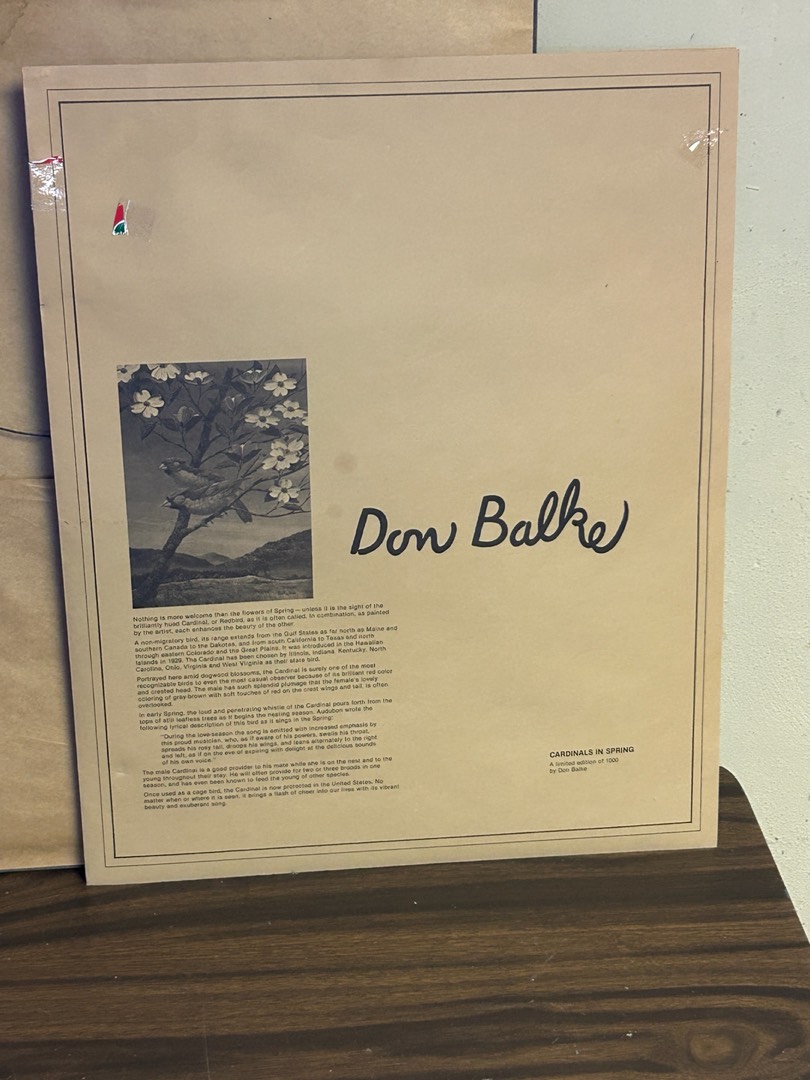 Don Balke
Nothing is more welcome than the flowers of Spring — unless it is the sight of the
brilliantly hued Cardinal, or Redbird, as it is often called. In combination, as painted
by the artist, each enhances the beauty of the other.
A non-migratory bird, its range extends from the Gulf States as far north as Maine and
southern Canada to the Dakotas, and from south California to Texas and north
through eastern Colorado and the Great Plains. It was introduced in the Hawaiian
Islands in 1929. The Cardinal has been chosen by Illinois, Indiana, Kentucky, North
Carolina, Ohio, Virginia and West Virginia as their state bird.
Portrayed here amid dogwood blossoms, the Cardinal is surely one of the most
recognizable birds to even the most casual observer because of its brilliant red color
and crested head. The male has such splendid plumage that the female's lovely
coloring of gray-brown with soft touches of red on the crest wings and tail, is often
overlooked.
In early Spring, the loud and penetrating whistle of the Cardinal pours forth from the
tops of still leafless trees as it begins the nesting season. Audubon wrote the
following lyrical description of this bird as it sings in the Spring:
"During the love-season the song is emitted with increased emphasis by
this proud musician, who, as if aware of his powers, swells his throat,
spreads his rosy tail, droops his wings, and leans alternately to the right
and left, as if on the eve of expiring with delight at the delicious sounds
of his own voice."
The male Cardinal is a good provider to his mate while she is on the nest and to the
young throughout their stay. He will often provide for two or three broods in one
season, and has even been known to feed the young of other species.
Once used as a cage bird, the Cardinal is now protected in the United States. No
matter when or where it is seen, it brings a flash of cheer into our lives with its vibrant
beauty and exuberant song.
CARDINALS IN SPRING
A limited edition of 1000
by Don Balke